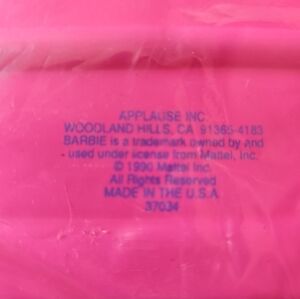 APPLAUSE INC.
WOODLAND HILLS, CA 91365-4183
BARBIE is a trademark owned by and
- used under license from Mattel, Inc.
© 1990 Mattel Inc.
All Rights Reserved
MADE IN THE U.S.A.
37034